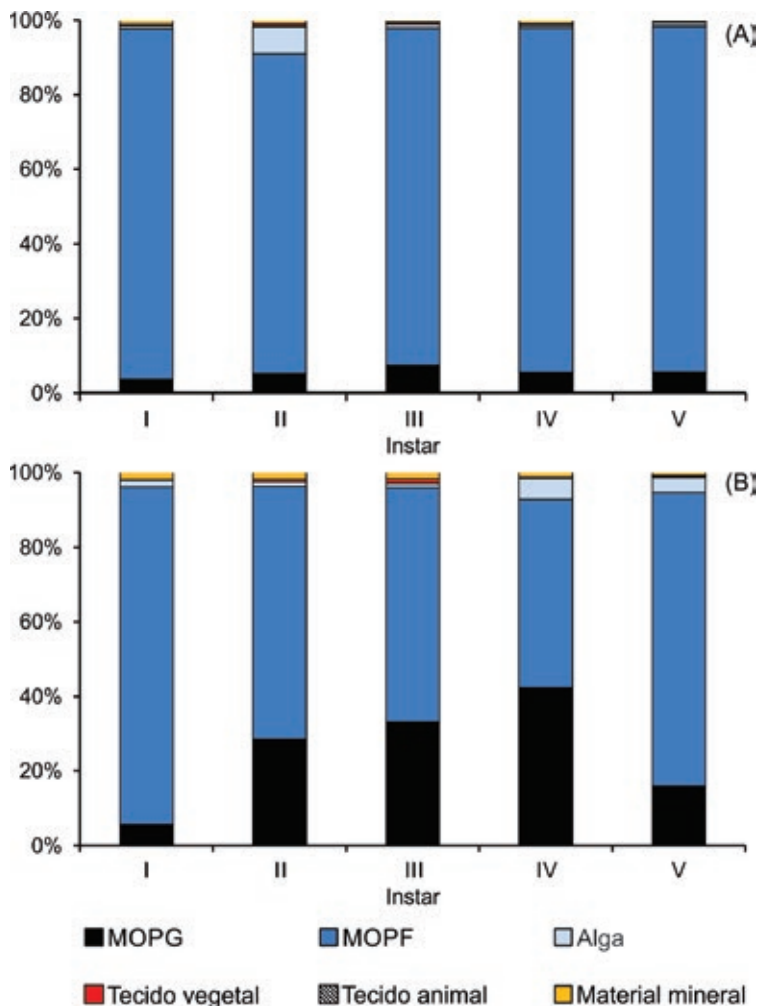 (A)
100%
80%
60%
40%
20%
0%
I II III IV V
Instar
(B)
100%
80%
60%
40%
20%
0%
I II III IV V
Instar
MOPG MOPF Alga
Tecido vegetal Tecido animal Material mineral